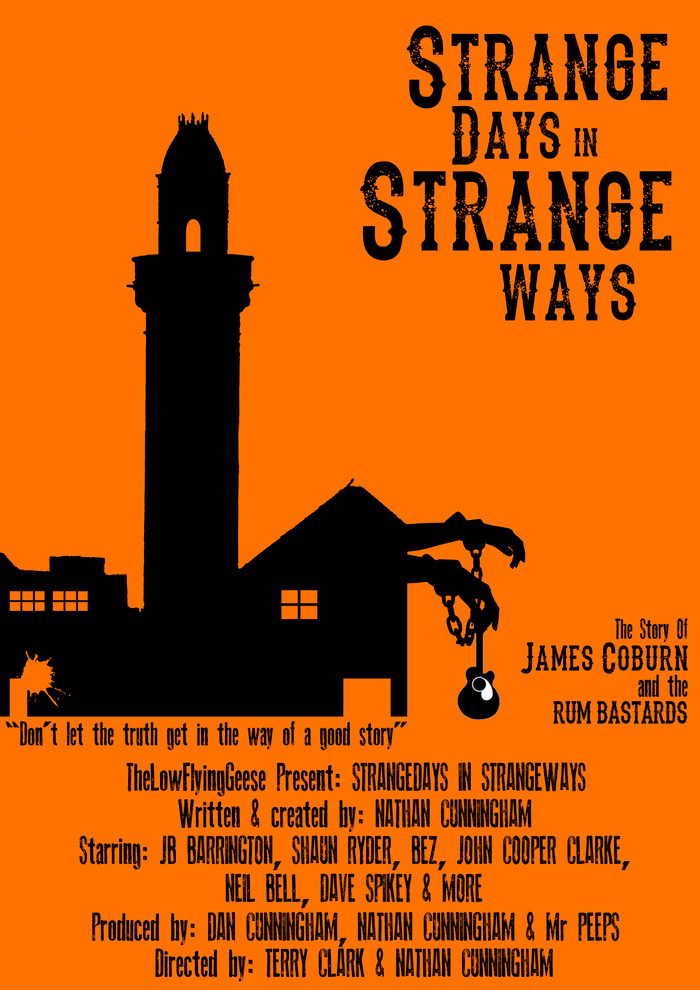 STRANGE
DAYS IN
STRANGE
WAYS
The Story Of
JAMES COBURN
and the
RUM BASTARDS
"Don't let the truth get in the way of a good story"
TheLowFlyingGeese Present: STRANGEDAYS IN STRANGEWAYS
Written & created by: NATHAN CUNNINGHAM
Starring: JB BARRINGTON, SHAUN RYDER, BEZ, JOHN COOPER CLARKE,
NEIL BELL, DAVE SPIKEY & MORE
Produced by: DAN CUNNINGHAM, NATHAN CUNNINGHAM & Mr PEEPS
Directed by: TERRY CLARK & NATHAN CUNNINGHAM